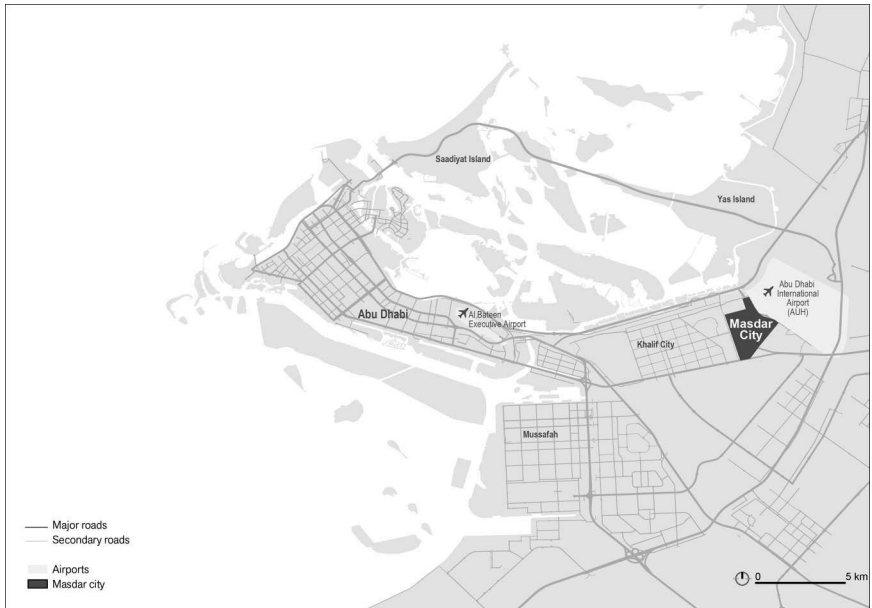 Saadiyat Island
Yas Island
Abu Dhabi
International
Airport
(AUH)
Al Bateen
Executive Airport
Abu Dhabi
Masdar
City
Khalif City
Mussafah
Major roads
Secondary roads
Airports
Masdar city
0 5 km